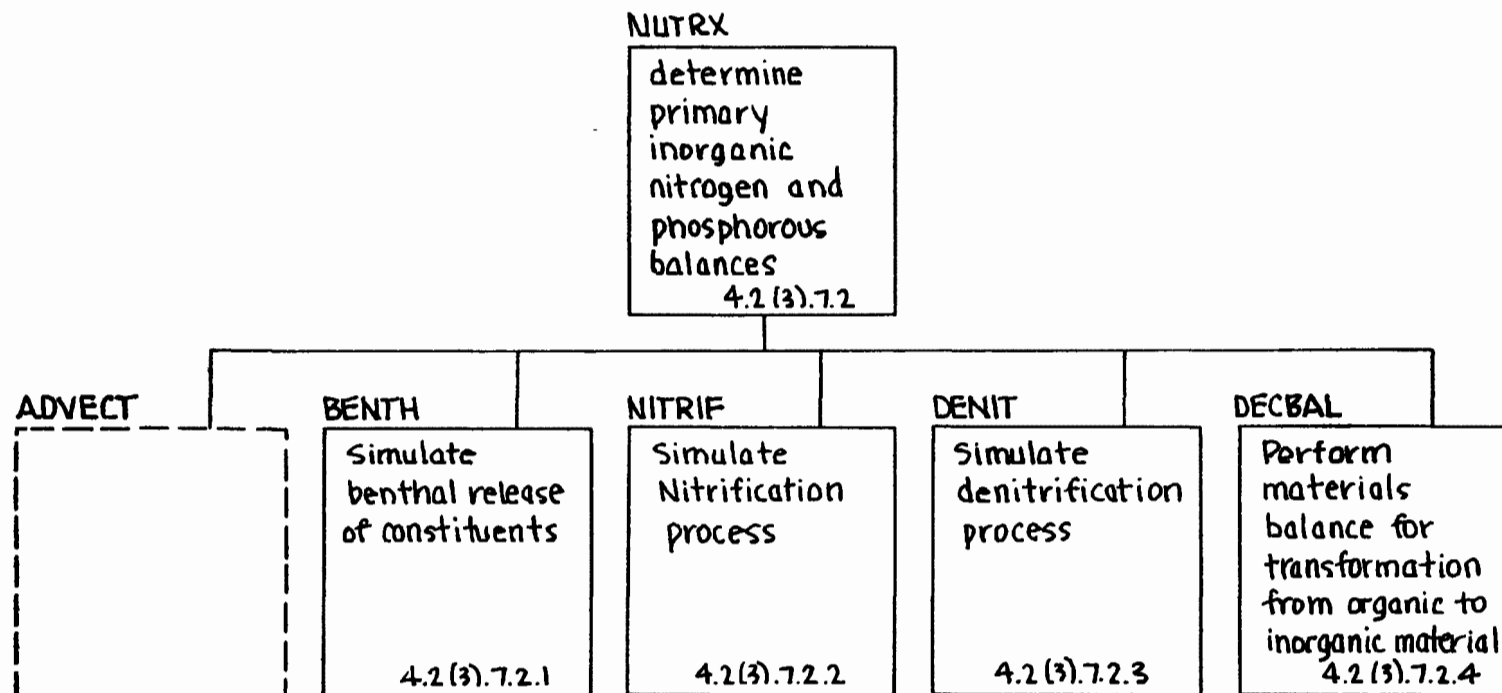 NUTRX
determine
primary
inorganic
nitrogen and
phosphorous
balances
4.2(3).7.2
ADVECT
BENTH
Simulate
benthal release
of constituents
4.2(3).7.2.1
NITRIF
Simulate
Nitrification
process
4.2(3).7.2.2
DENIT
Simulate
denitrification
process
4.2(3).7.2.3
DECBAL
Perform
materials
balance for
transformation
from organic to
inorganic material
4.2(3).7.2.4